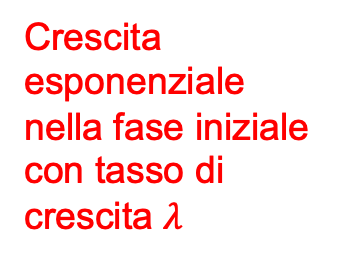 Crescita
esponenziale
nella fase iniziale
con tasso di
crescita λ